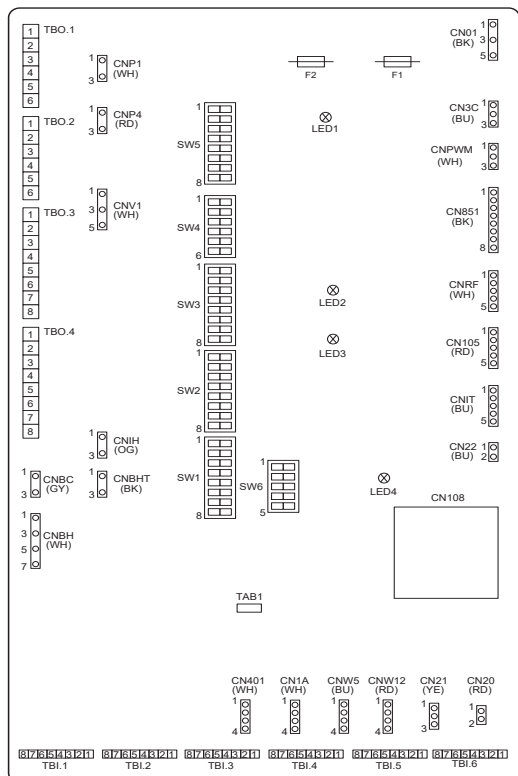 TBO.1
1
2
3
4
5
6
CNP1
(WH)
1
3
F2
F1
CN01
(BK)
1
3
5
CNP4
(RD)
1
3
LED1
CN3C
(BU)
1
3
TBO.2
1
2
3
4
5
6
SW5
1
8
CNPWM
(WH)
1
3
CNV1
(WH)
1
3
5
SW4
1
6
CN851
(BK)
1
8
TBO.3
1
2
3
4
5
6
7
8
SW3
1
8
LED2
CNRF
(WH)
1
5
TBO.4
1
2
3
4
5
6
7
8
LED3
CN105
(RD)
1
5
SW2
1
8
CNIT
(BU)
1
5
CNIH
(OG)
1
3
CN22
(BU)
1
2
CNBC
(GY)
1
3
CNBHT
(BK)
1
3
SW1
1
8
SW6
1
5
LED4
CN108
CNBH
(WH)
1
3
5
7
TAB1
CN401
(WH)
1
4
CN1A
(WH)
1
4
CNW5
(BU)
1
4
CNW12
(RD)
1
4
CN21
(YE)
1
3
CN20
(RD)
1
2
8 7 6 5 4 3 2 1
TBI.1
8 7 6 5 4 3 2 1
TBI.2
8 7 6 5 4 3 2 1
TBI.3
8 7 6 5 4 3 2 1
TBI.4
8 7 6 5 4 3 2 1
TBI.5
8 7 6 5 4 3 2 1
TBI.6